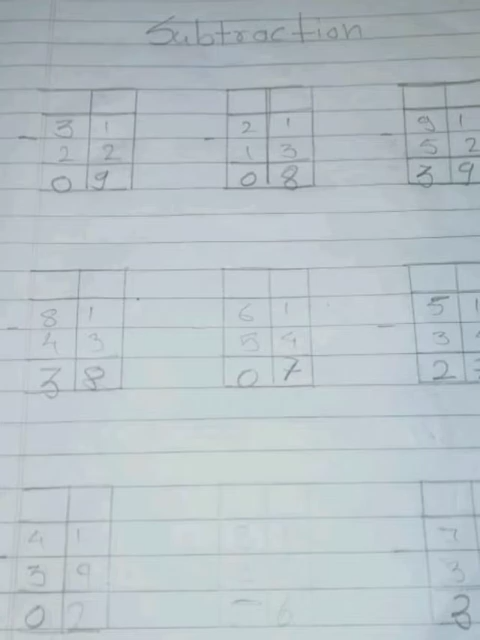 Subtraction
- 3 1 - 2 1 - 9 1
2 2 1 3 5 2
0 9 0 8 3 9
- 8 1 6 1 - 5 1
4 3 5 4 3
3 8 0 7 2
- 4 1 - 7
3 9 3
0 2 - 6 3